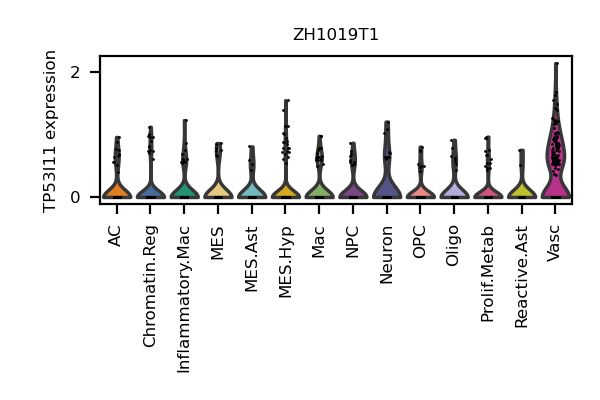 ZH1019T1
TP53I11 expression
2
0
AC
Chromatin.Reg
Inflammatory.Mac
MES
MES.Ast
MES.Hyp
Mac
NPC
Neuron
OPC
Oligo
Prolif.Metab
Reactive.Ast
Vasc